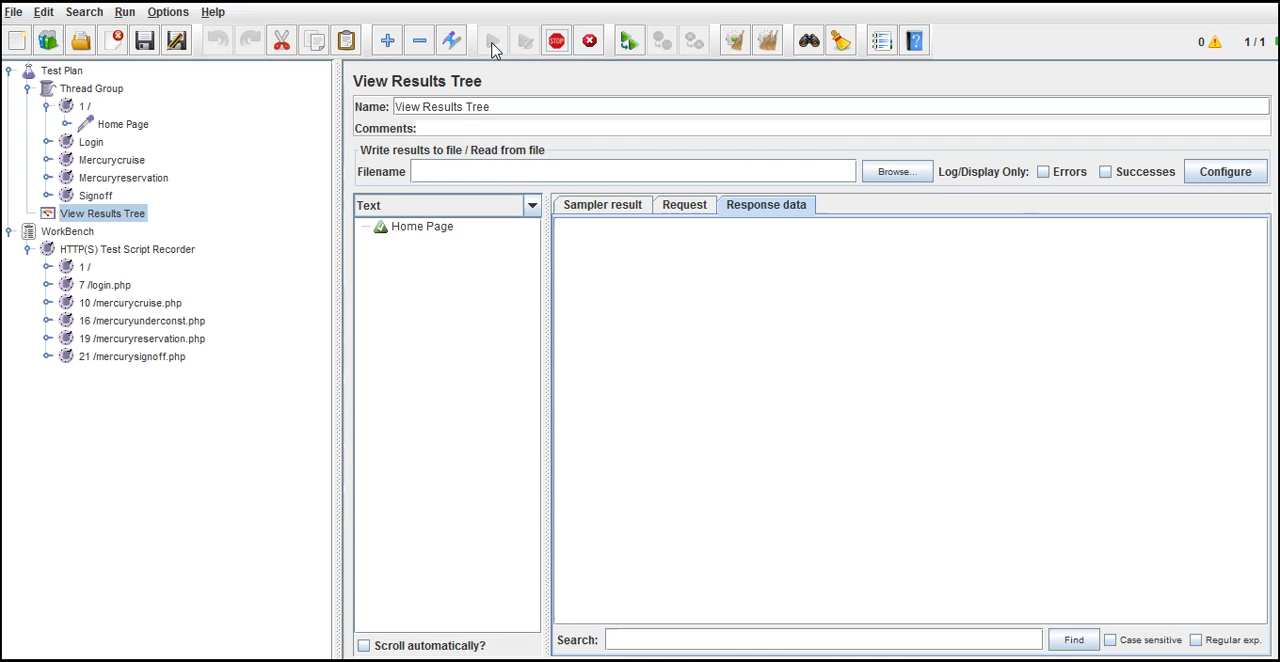 File Edit Search Run Options Help
STOP
0 1 / 1
Test Plan
Thread Group
1 /
Home Page
Login
Mercurycruise
Mercuryreservation
Signoff
View Results Tree
WorkBench
HTTP(S) Test Script Recorder
1 /
7 /login.php
10 /mercurycruise.php
16 /mercuryunderconst.php
19 /mercuryreservation.php
21 /mercurysignoff.php
View Results Tree
Name: View Results Tree
Comments:
Write results to file / Read from file
Filename Browse... Log/Display Only: Errors Successes Configure
Text
Home Page
Scroll automatically?
Sampler result Request Response data
Search: Find Case sensitive Regular exp.